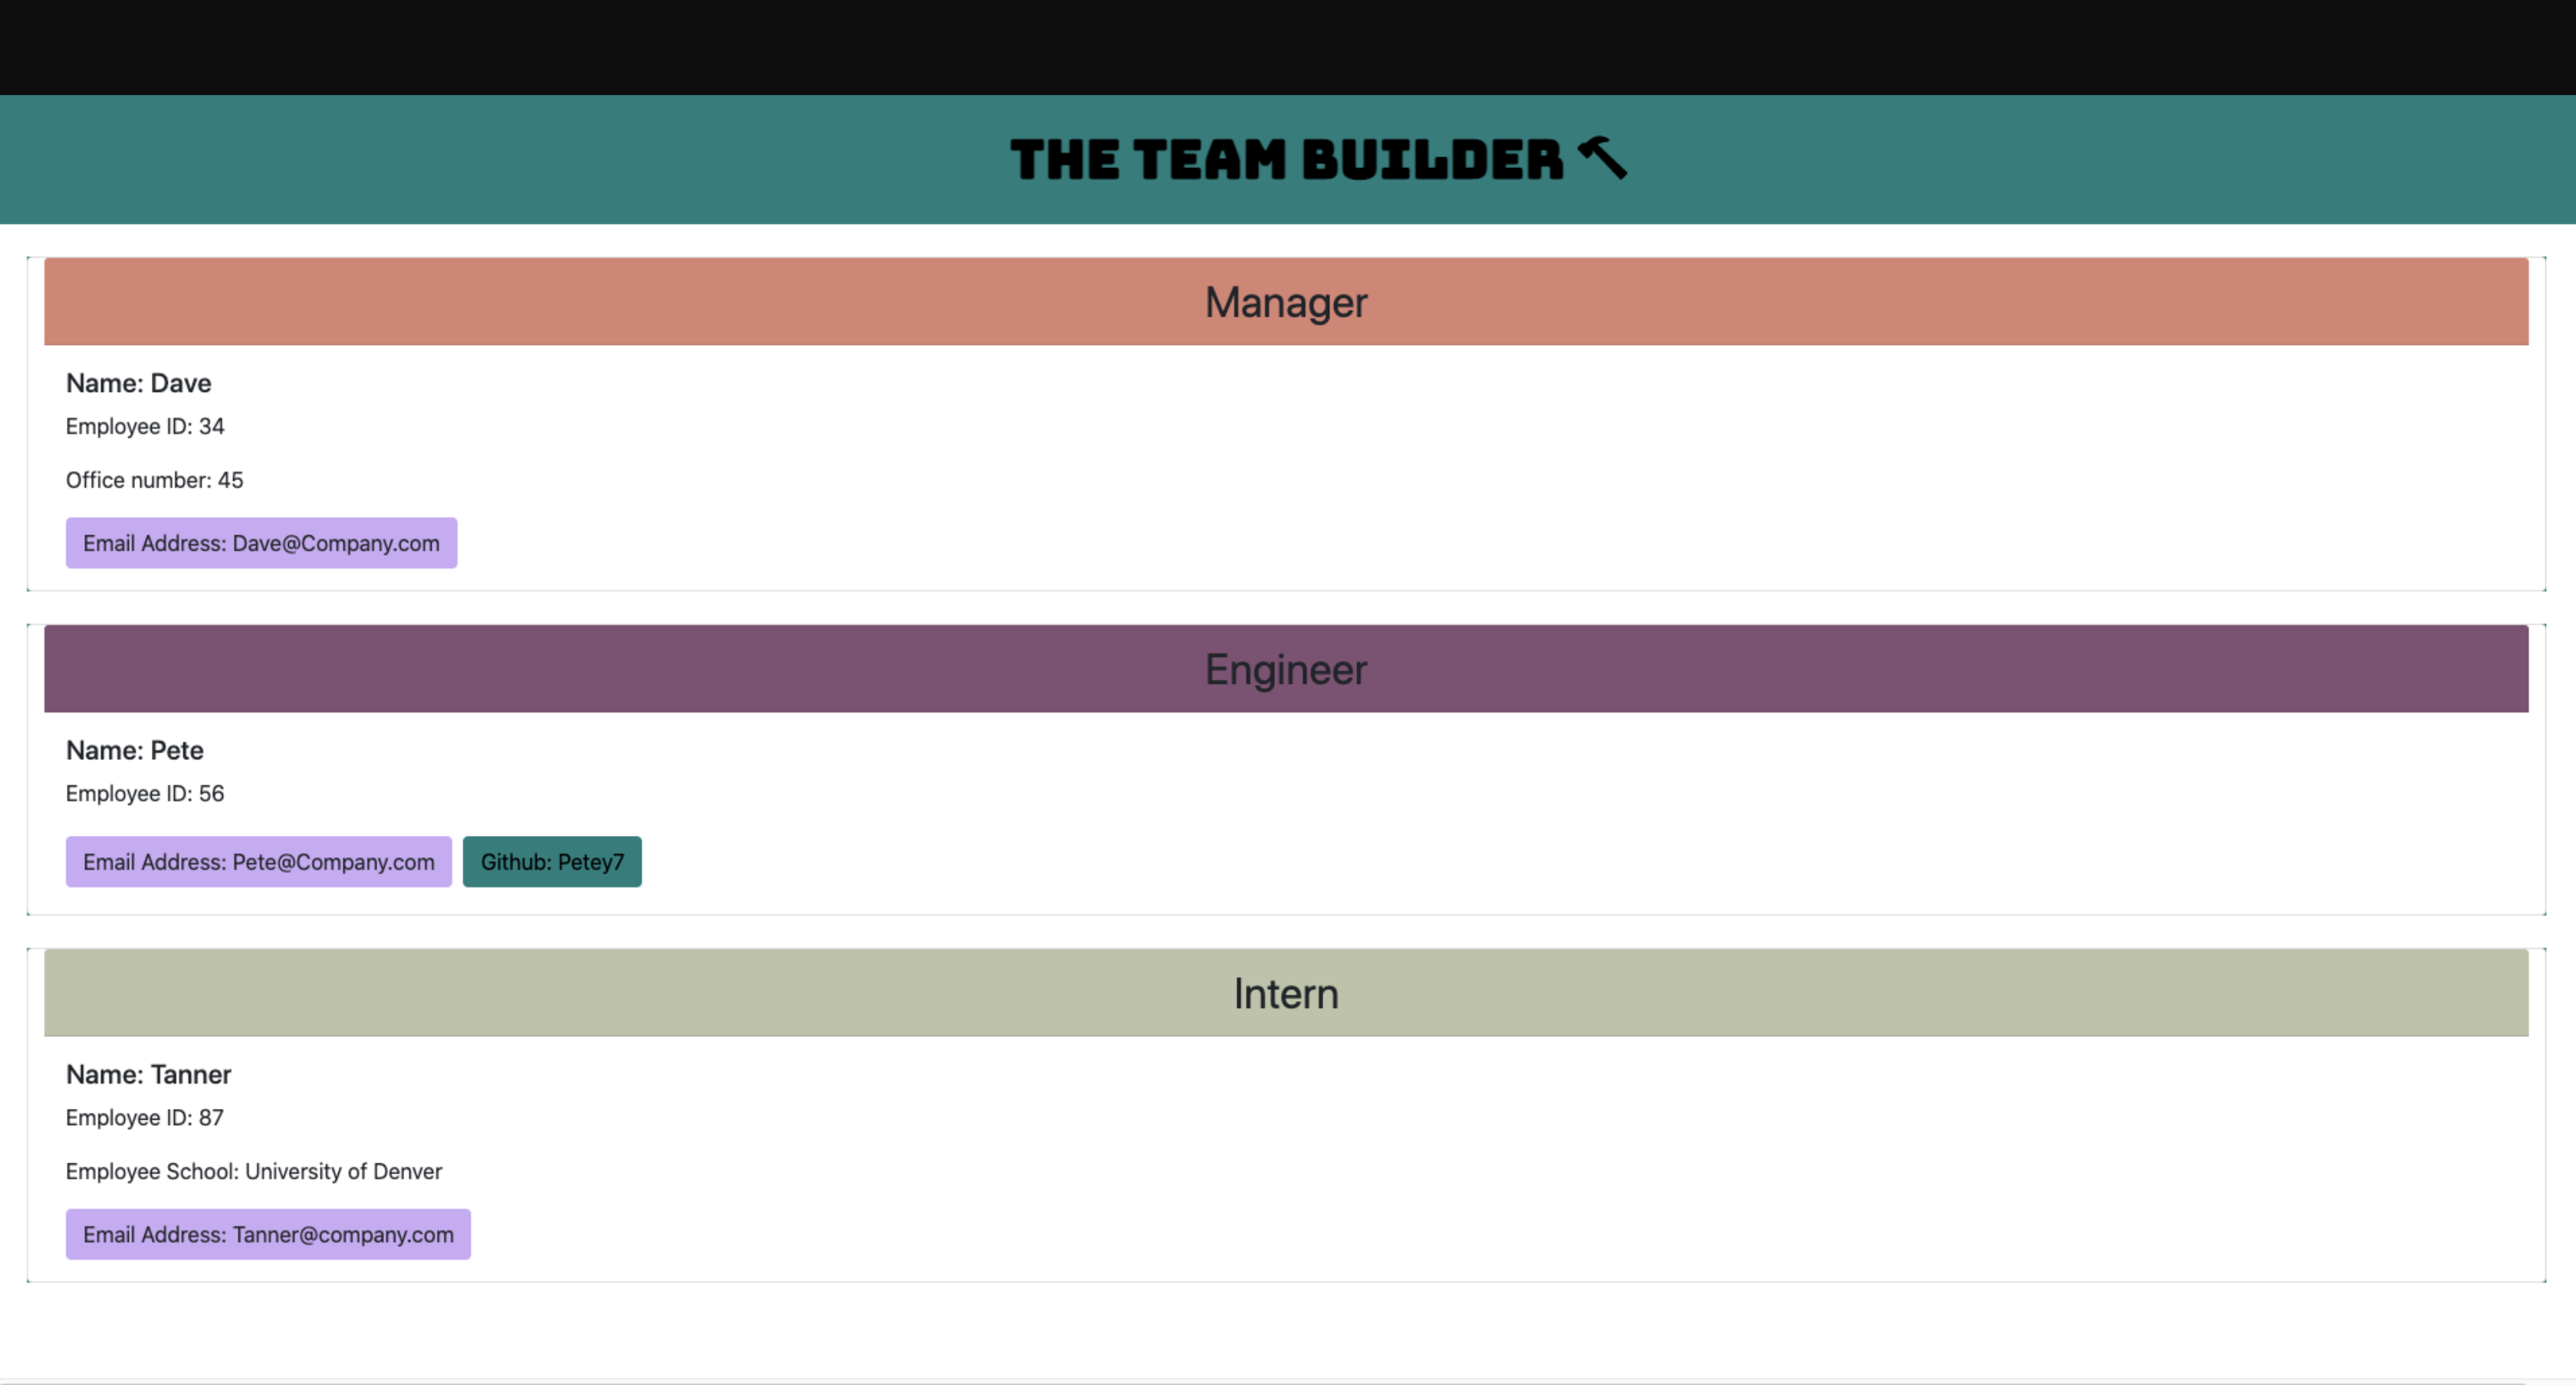 THE TEAM BUILDER
Manager
Name: Dave
Employee ID: 34
Office number: 45
Email Address: Dave@Company.com
Engineer
Name: Pete
Employee ID: 56
Email Address: Pete@Company.com Github: Petey7
Intern
Name: Tanner
Employee ID: 87
Employee School: University of Denver
Email Address: Tanner@company.com